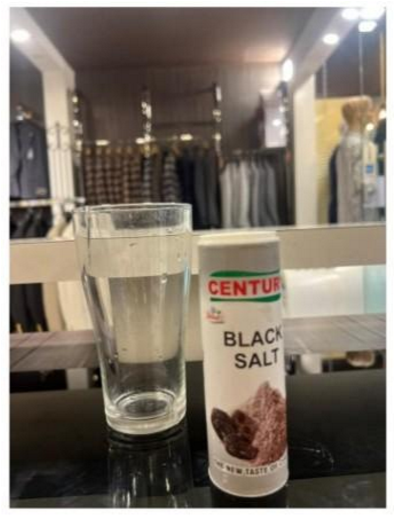 CENTUR
BLACK
SALT
NEW TASTE OF